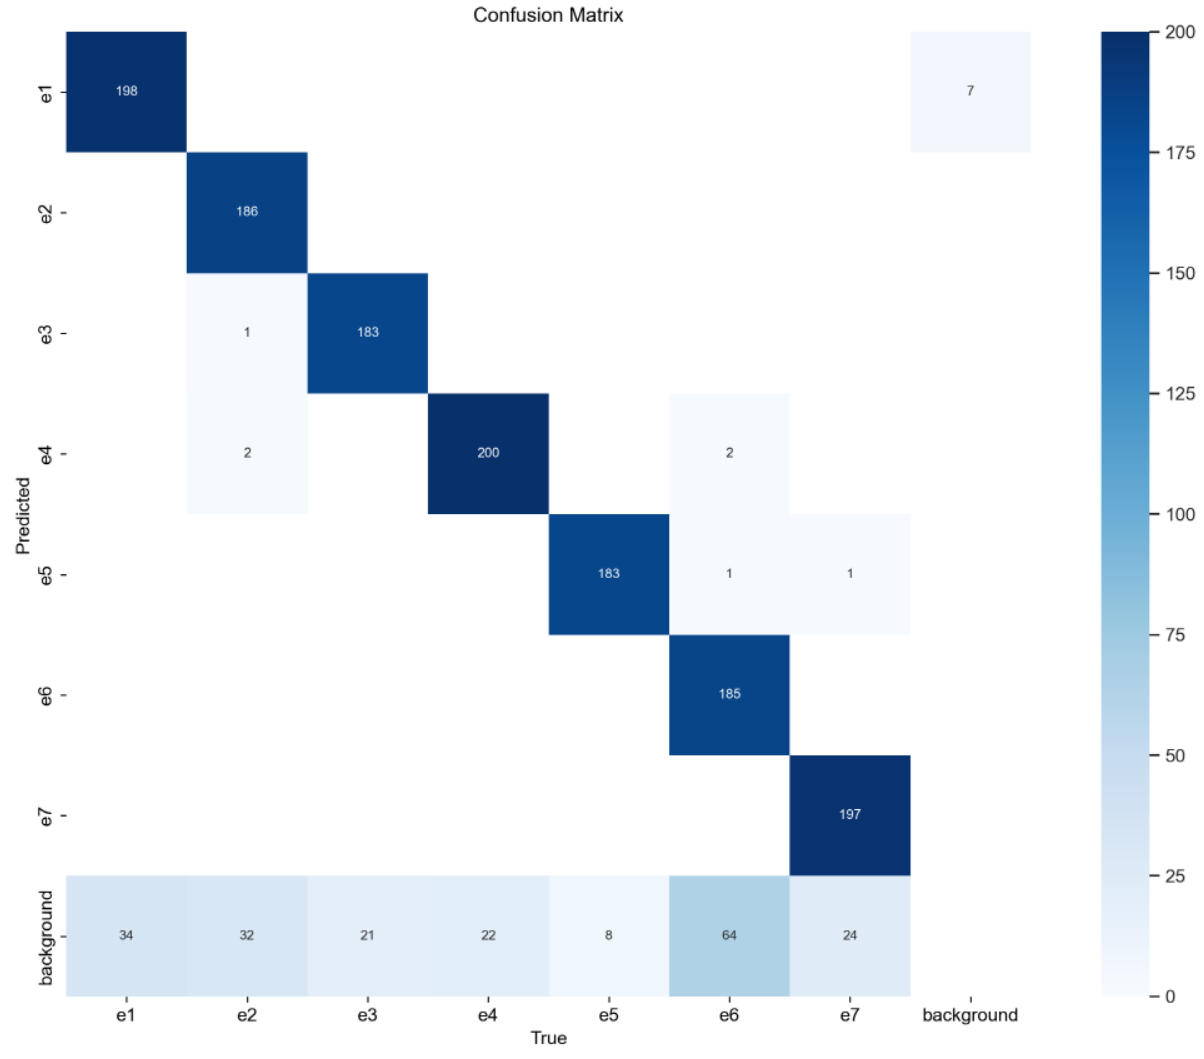 Confusion Matrix
e1 198 7 200
175
e2 186
150
e3 1 183
125
e4 2 200 2
Predicted
100
e5 183 1 1
75
e6 185
50
e7 197
25
background 34 32 21 22 8 64 24
0
e1 e2 e3 e4 e5 e6 e7 background
True